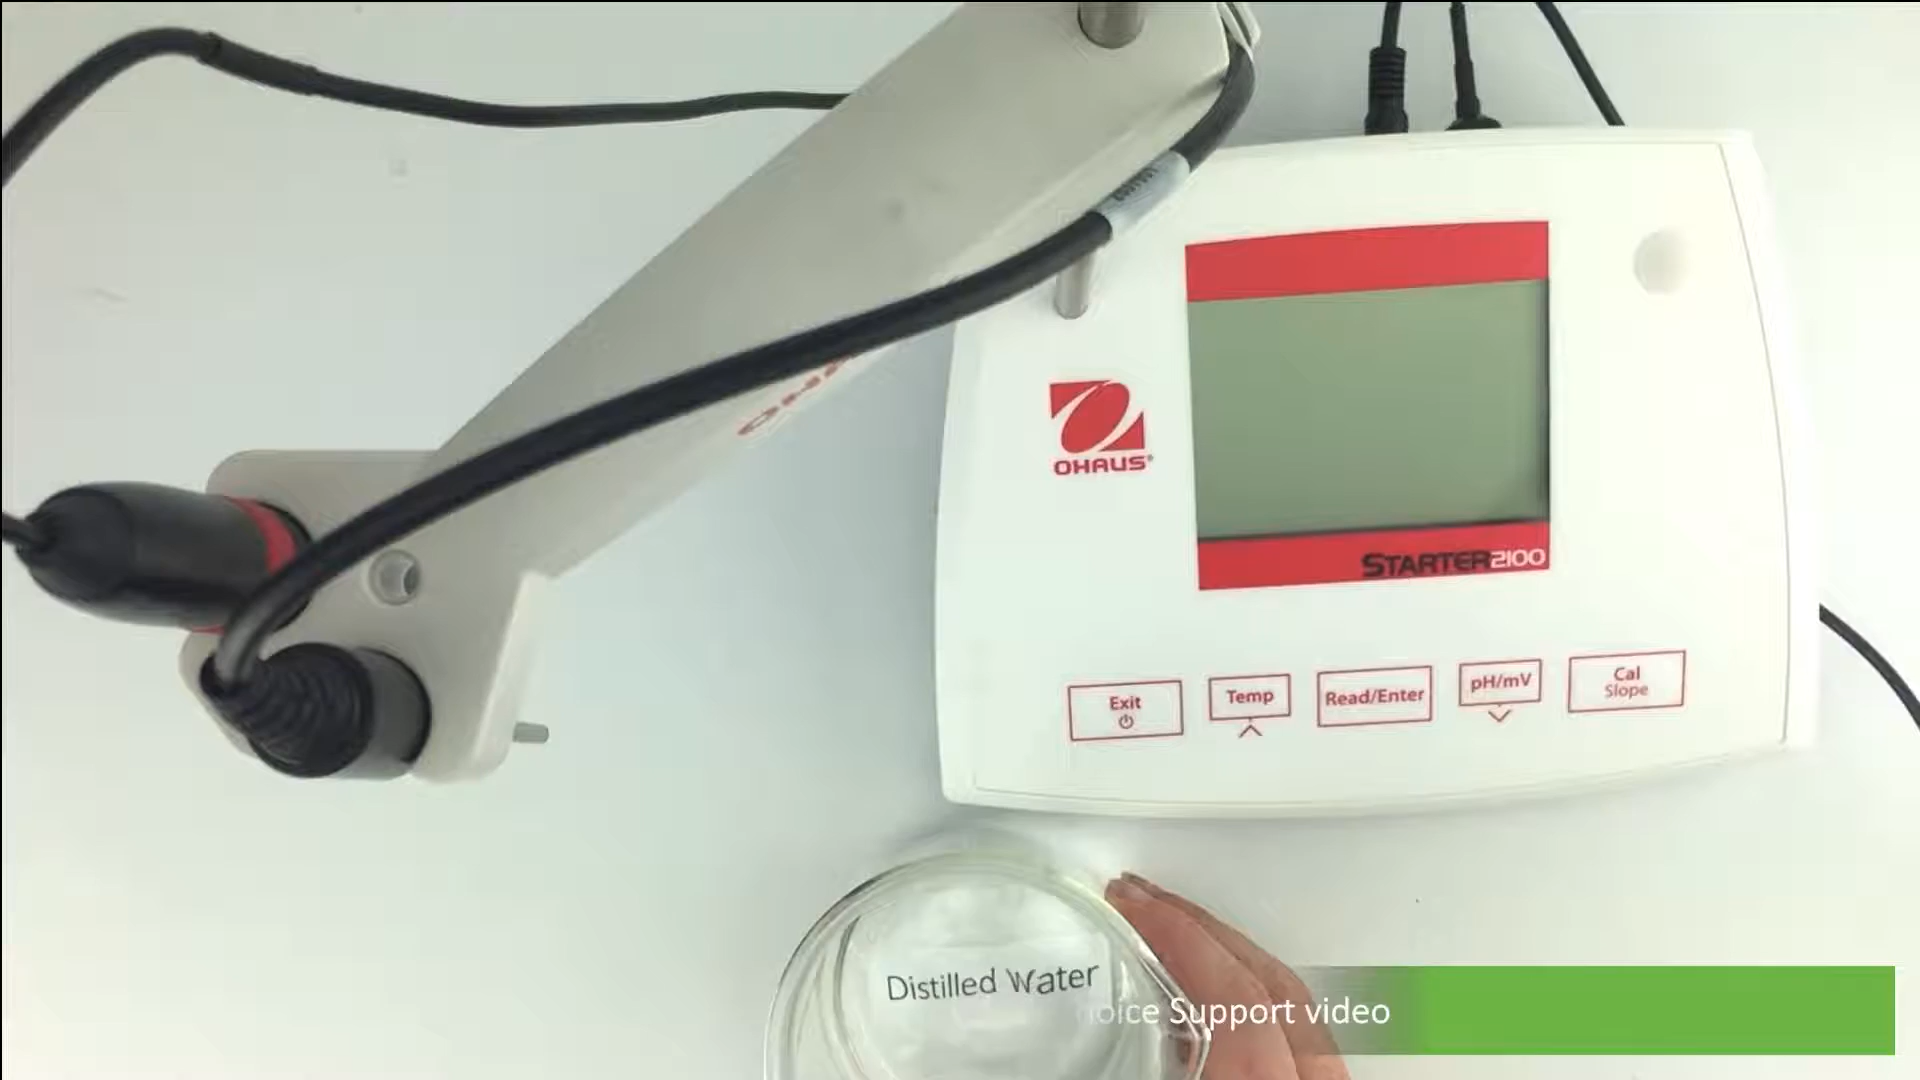 OHAUS
STARTER2100
Exit
Temp
Read/Enter
pH/mV
Cal
Slope
Distilled Water
Support video